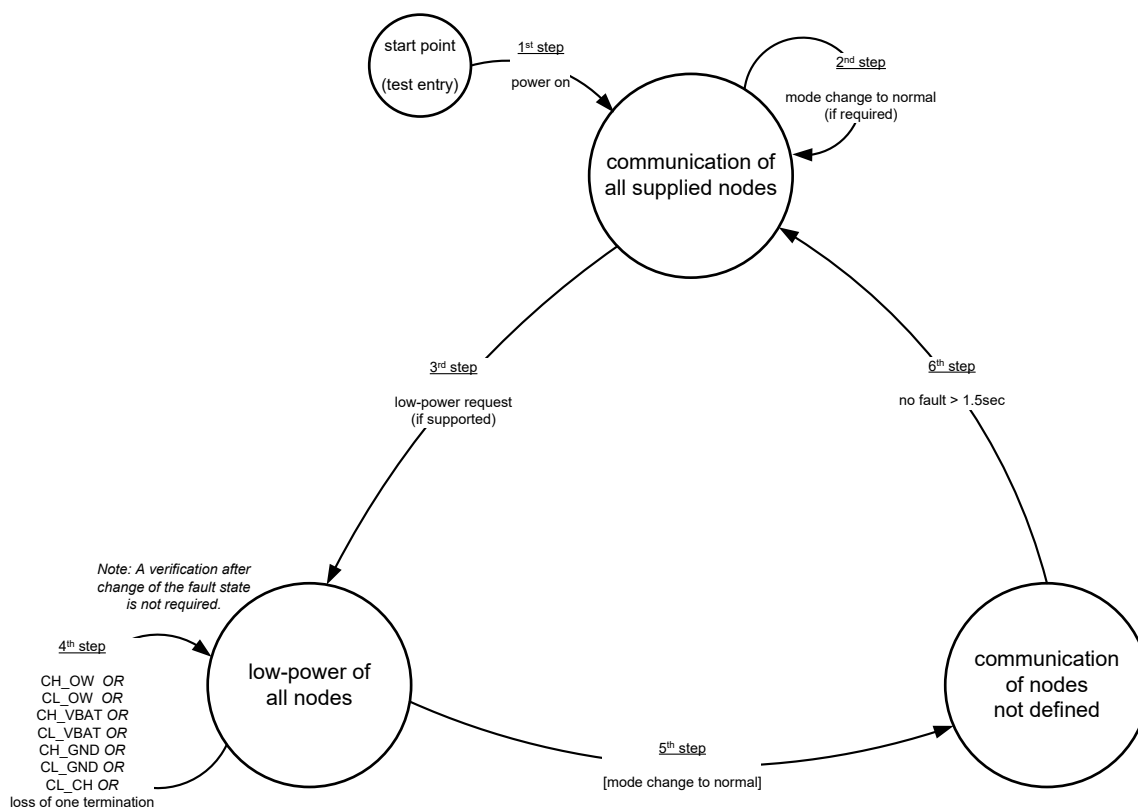 start point
(test entry)
1st step
power on
2nd step
mode change to normal
(if required)
communication of
all supplied nodes
3rd step
low-power request
(if supported)
6th step
no fault > 1.5sec
Note: A verification after
change of the fault state
is not required.
4th step
CH_OW OR
CL_OW OR
CH_VBAT OR
CL_VBAT OR
CH_GND OR
CL_GND OR
CL_CH OR
loss of one termination
low-power of
all nodes
communication
of nodes
not defined
5th step
[mode change to normal]